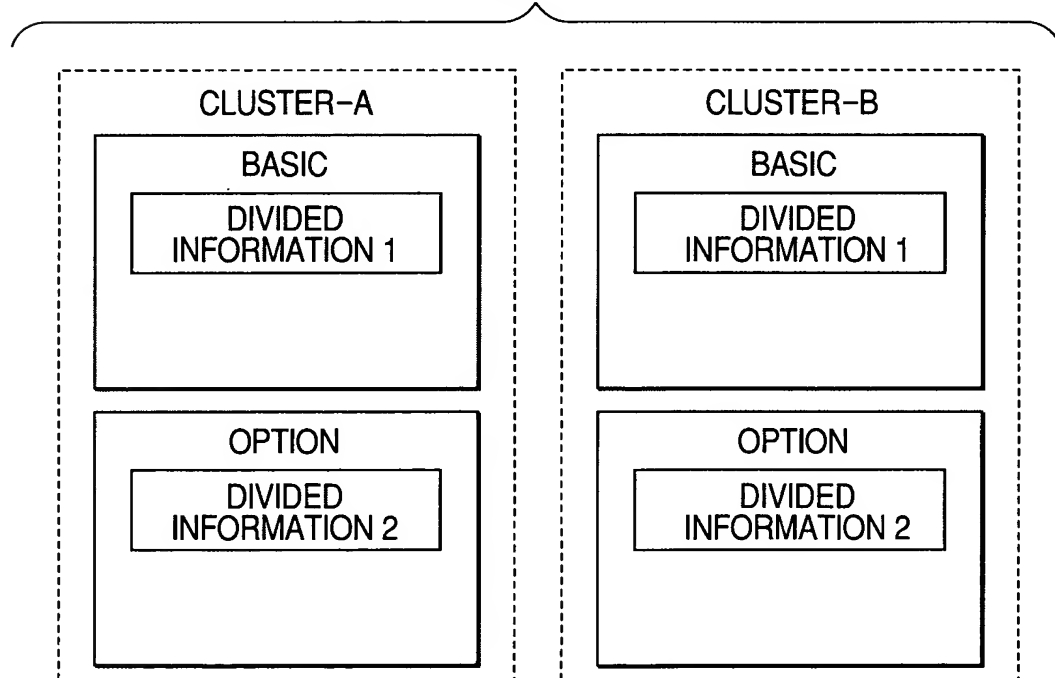 CLUSTER-A
BASIC
DIVIDED
INFORMATION 1
OPTION
DIVIDED
INFORMATION 2
CLUSTER-B
BASIC
DIVIDED
INFORMATION 1
OPTION
DIVIDED
INFORMATION 2